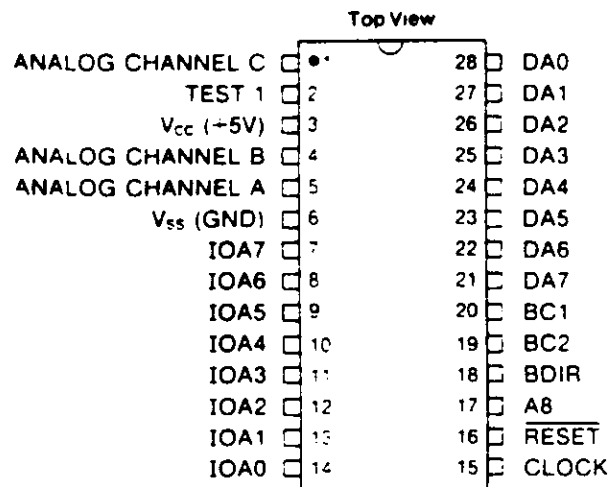 Top View
ANALOG CHANNEL C 1 28 DA0
TEST 1 2 27 DA1
Vcc (+5V) 3 26 DA2
ANALOG CHANNEL B 4 25 DA3
ANALOG CHANNEL A 5 24 DA4
Vss (GND) 6 23 DA5
IOA7 7 22 DA6
IOA6 8 21 DA7
IOA5 9 20 BC1
IOA4 10 19 BC2
IOA3 11 18 BDIR
IOA2 12 17 A8
IOA1 13 16 RESET
IOA0 14 15 CLOCK